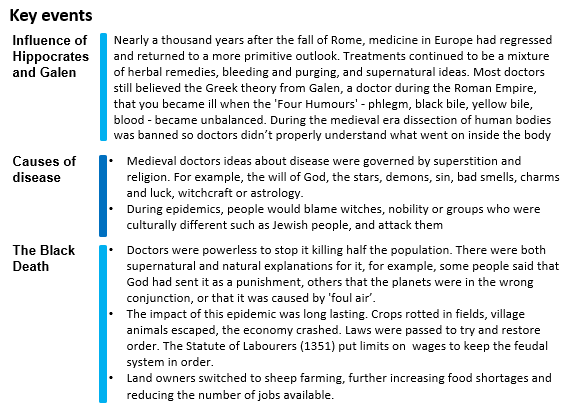 Key events
Influence of
Hippocrates
and Galen
Nearly a thousand years after the fall of Rome, medicine in Europe had regressed
and returned to a more primitive outlook. Treatments continued to be a mixture
of herbal remedies, bleeding and purging, and supernatural ideas. Most doctors
still believed the Greek theory from Galen, a doctor during the Roman Empire,
that you became ill when the 'Four Humours' - phlegm, black bile, yellow bile,
blood - became unbalanced. During the medieval era dissection of human bodies
was banned so doctors didn’t properly understand what went on inside the body
Causes of
disease
• Medieval doctors ideas about disease were governed by superstition and
religion. For example, the will of God, the stars, demons, sin, bad smells, charms
and luck, witchcraft or astrology.
• During epidemics, people would blame witches, nobility or groups who were
culturally different such as Jewish people, and attack them
The Black
Death
• Doctors were powerless to stop it killing half the population. There were both
supernatural and natural explanations for it, for example, some people said that
God had sent it as a punishment, others that the planets were in the wrong
conjunction, or that it was caused by 'foul air’.
• The impact of this epidemic was long lasting. Crops rotted in fields, village
animals escaped, the economy crashed. Laws were passed to try and restore
order. The Statute of Labourers (1351) put limits on wages to keep the feudal
system in order.
• Land owners switched to sheep farming, further increasing food shortages and
reducing the number of jobs available.